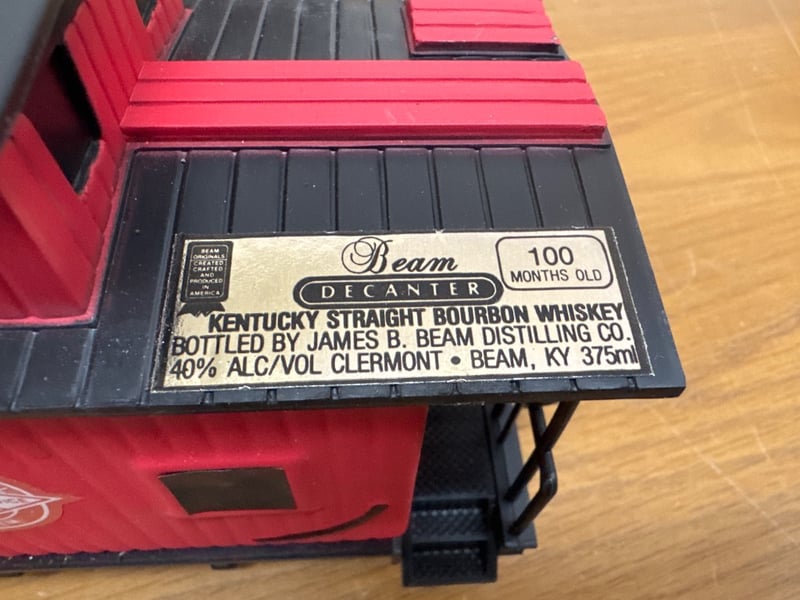 BEAM
ORIGINALS
CREATED
CRAFTED
AND
PRODUCED
IN
AMERICA
Beam
DECANTER
100
MONTHS OLD
KENTUCKY STRAIGHT BOURBON WHISKEY
BOTTLED BY JAMES B. BEAM DISTILLING CO.
40% ALC/VOL CLERMONT • BEAM, KY 375ml